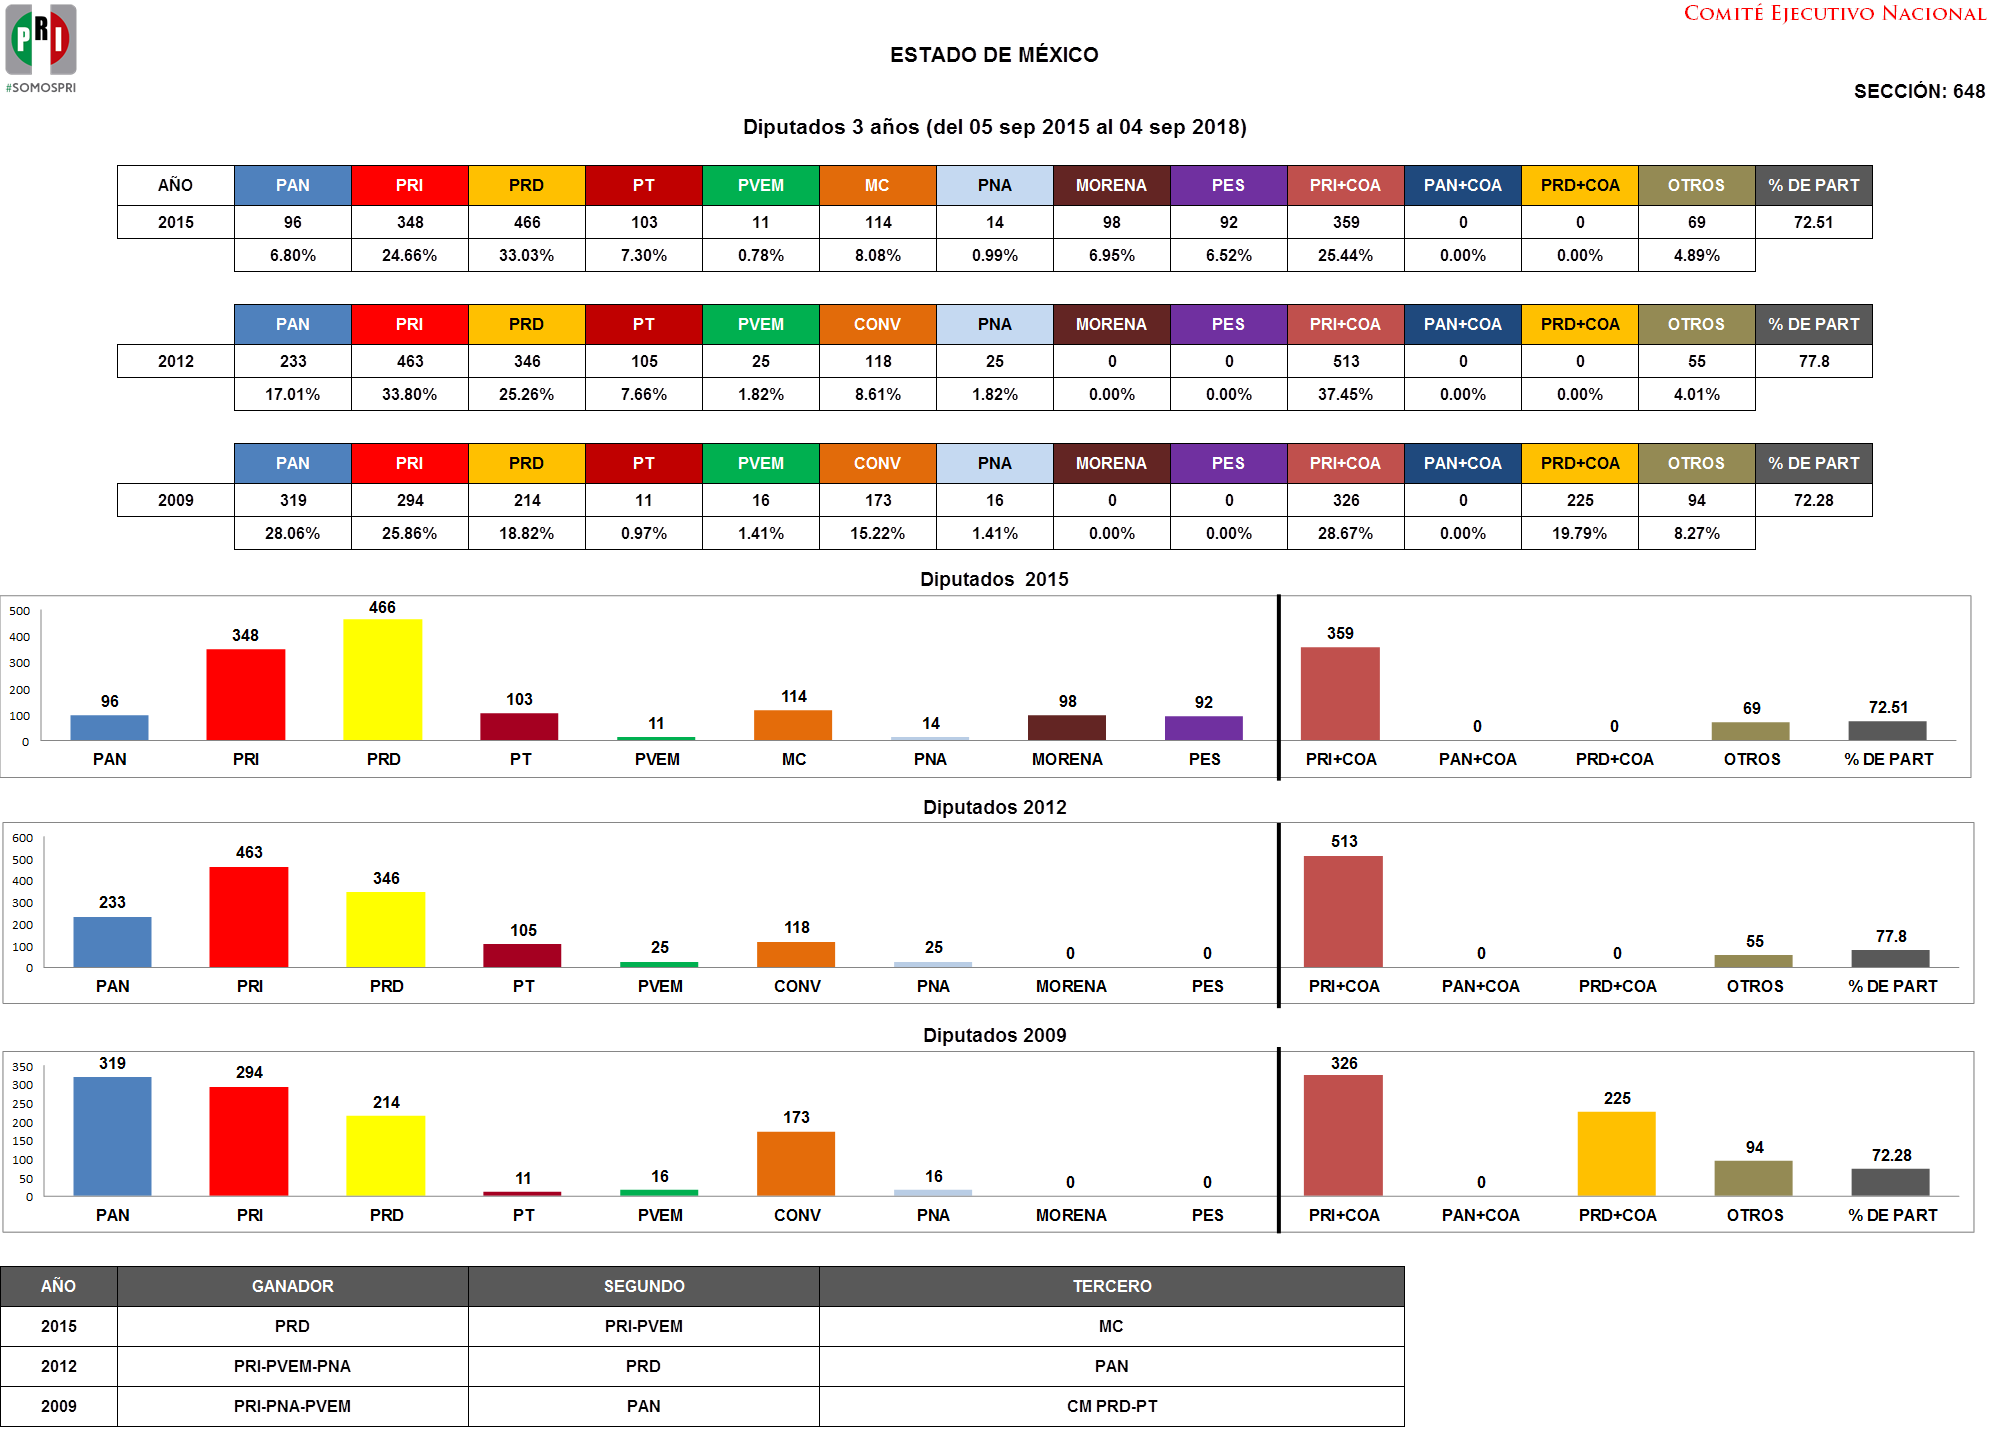 PRI
#SOMOSPRI
COMITÉ EJECUTIVO NACIONAL
ESTADO DE MÉXICO
SECCIÓN: 648
Diputados 3 años (del 05 sep 2015 al 04 sep 2018)
AÑO PAN PRI PRD PT PVEM MC PNA MORENA PES PRI+COA PAN+COA PRD+COA OTROS % DE PART
2015 96 348 466 103 11 114 14 98 92 359 0 0 69 72.51
6.80% 24.66% 33.03% 7.30% 0.78% 8.08% 0.99% 6.95% 6.52% 25.44% 0.00% 0.00% 4.89%
PAN PRI PRD PT PVEM CONV PNA MORENA PES PRI+COA PAN+COA PRD+COA OTROS % DE PART
2012 233 463 346 105 25 118 25 0 0 513 0 0 55 77.8
17.01% 33.80% 25.26% 7.66% 1.82% 8.61% 1.82% 0.00% 0.00% 37.45% 0.00% 0.00% 4.01%
PAN PRI PRD PT PVEM CONV PNA MORENA PES PRI+COA PAN+COA PRD+COA OTROS % DE PART
2009 319 294 214 11 16 173 16 0 0 326 0 225 94 72.28
28.06% 25.86% 18.82% 0.97% 1.41% 15.22% 1.41% 0.00% 0.00% 28.67% 0.00% 19.79% 8.27%
Diputados 2015
500
400
300
200
100
0
96 348 466 103 11 114 14 98 92 359 0 0 69 72.51
PAN PRI PRD PT PVEM MC PNA MORENA PES PRI+COA PAN+COA PRD+COA OTROS % DE PART
Diputados 2012
600
500
400
300
200
100
0
233 463 346 105 25 118 25 0 0 513 0 0 55 77.8
PAN PRI PRD PT PVEM CONV PNA MORENA PES PRI+COA PAN+COA PRD+COA OTROS % DE PART
Diputados 2009
350
300
250
200
150
100
50
0
319 294 214 11 16 173 16 0 0 326 0 225 94 72.28
PAN PRI PRD PT PVEM CONV PNA MORENA PES PRI+COA PAN+COA PRD+COA OTROS % DE PART
AÑO GANADOR SEGUNDO TERCERO
2015 PRD PRI-PVEM MC
2012 PRI-PVEM-PNA PRD PAN
2009 PRI-PNA-PVEM PAN CM PRD-PT